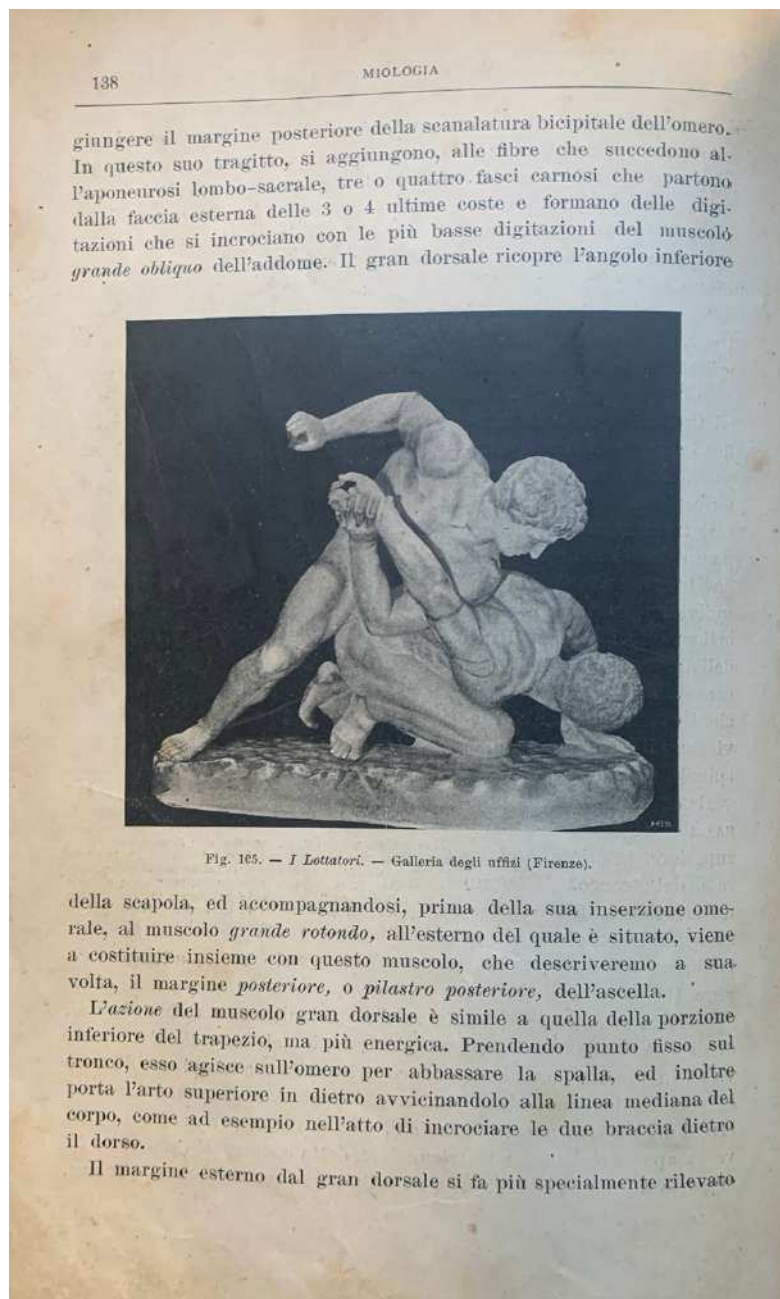 138
MIOLOGIA
giungere il margine posteriore della scanalatura bicipitale dell'omero.
In questo suo tragitto, si aggiungono, alle fibre che succedono al-
l'aponeurosi lombo-sacrale, tre o quattro fasci carnosi che partono
dalla faccia esterna delle 3 o 4 ultime coste e formano delle digi-
tazioni che si incrociano con le più basse digitazioni del muscolo
grande obliquo dell'addome. Il gran dorsale ricopre l'angolo inferiore
Fig. 105. — I Lottatori. — Galleria degli uffizi (Firenze).
della scapola, ed accompagnandosi, prima della sua inserzione ome-
rale, al muscolo grande rotondo, all'esterno del quale è situato, viene
a costituire insieme con questo muscolo, che descriveremo a sua
volta, il margine posteriore, o pilastro posteriore, dell'ascella.
L'azione del muscolo gran dorsale è simile a quella della porzione
inferiore del trapezio, ma più energica. Prendendo punto fisso sul
tronco, esso agisce sull'omero per abbassare la spalla, ed inoltre
porta l'arto superiore in dietro avvicinandolo alla linea mediana del
corpo, come ad esempio nell'atto di incrociare le due braccia dietro
il dorso.
Il margine esterno dal gran dorsale si fa più specialmente rilevato